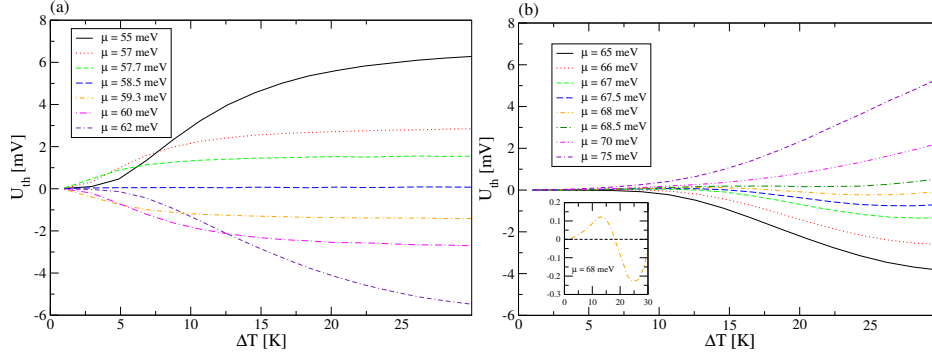 (a)
8
6
4
2
0
-2
-4
-6
U_th [mV]
μ = 55 meV
μ = 57 meV
μ = 57.7 meV
μ = 58.5 meV
μ = 59.3 meV
μ = 60 meV
μ = 62 meV
0 5 10 15 20 25
ΔT [K]
(b)
8
6
4
2
0
-2
-4
-6
U_th [mV]
μ = 65 meV
μ = 66 meV
μ = 67 meV
μ = 67.5 meV
μ = 68 meV
μ = 68.5 meV
μ = 70 meV
μ = 75 meV
0.2
0.1
0
-0.1
-0.2
-0.3
μ = 68 meV
0 10 20 30
0 5 10 15 20 25
ΔT [K]